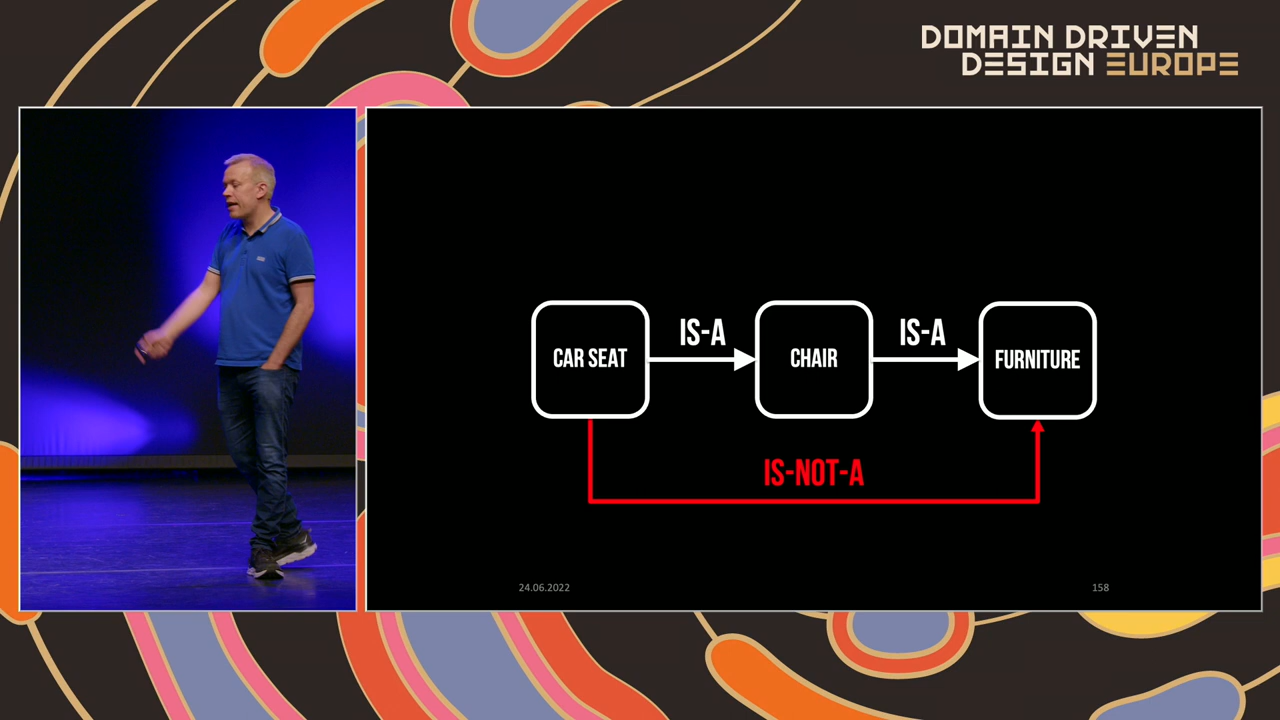 DOMAIN DRIVEN
DESIGN EUROPE
IS-A
IS-A
CAR SEAT
CHAIR
FURNITURE
IS-NOT-A
24.06.2022
158